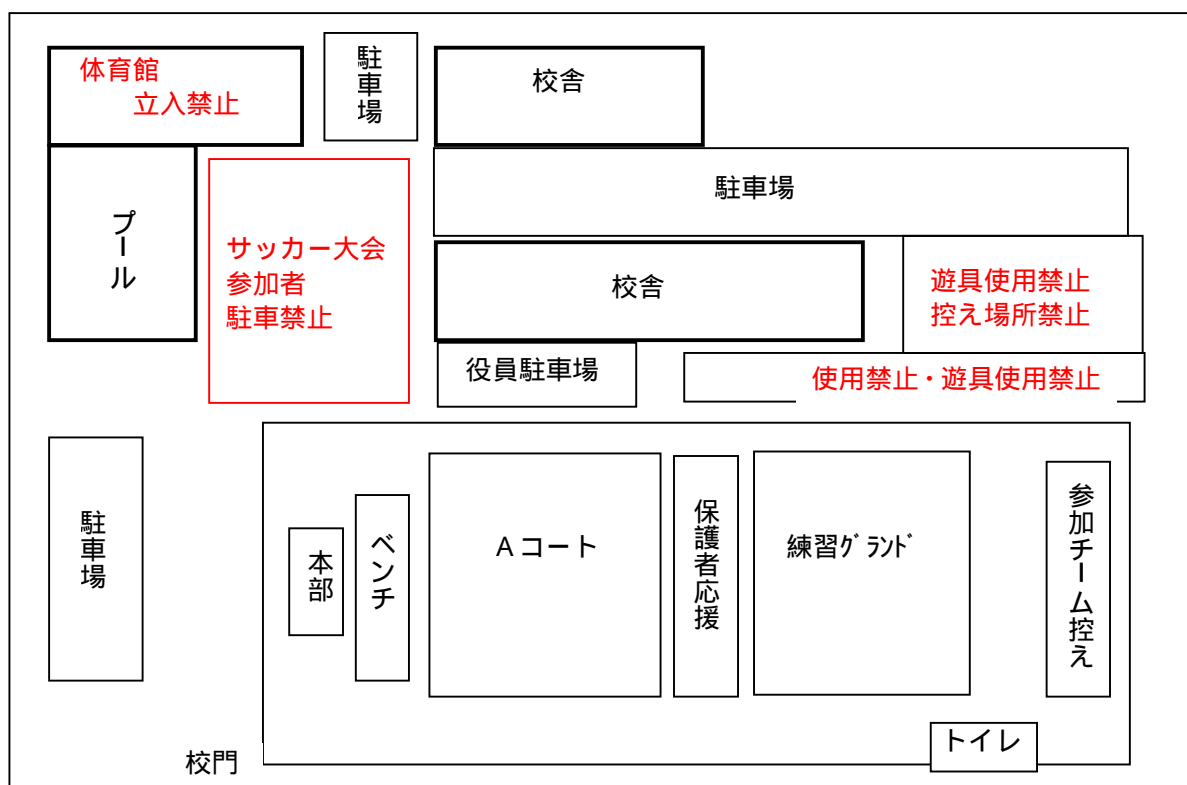 体育館
立入禁止
駐車場
校舎
駐車場
プール
サッカー大会
参加者
駐車禁止
校舎
遊具使用禁止
控え場所禁止
役員駐車場
使用禁止・遊具使用禁止
駐車場
本部
ベンチ
Aコート
保護者応援
練習グランド
参加チーム控え
トイレ
校門